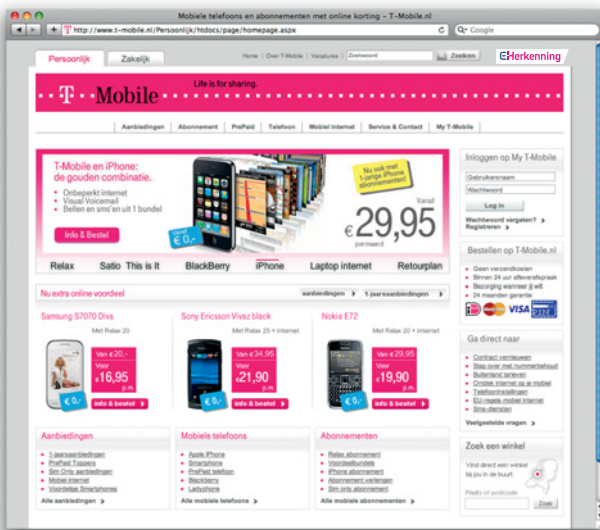 Mobiele telefoons en abonnementen met online korting – T-Mobile.nl
http://www.t-mobile.nl/Persoonlijk/htdocs/page/homepage.aspx
Google
Persoonlijk
Zakelijk
Home | Over T-Mobile | Vacatures |
Zoekwoord
Zoeken
eHerkenning
Life is for sharing.
T Mobile
Aanbiedingen | Abonnement | PrePaid | Telefoon | Mobiel internet | Service & Contact | My T-Mobile
T-Mobile en iPhone:
de gouden combinatie.
• Onbeperkt internet
• Visual Voicemail
• Bellen en sms'en uit 1 bundel
Info & Bestel
Vanaf
€ 0,-
Nu ook met
1-jarige iPhone
abonnementen!
Vanaf
€29,95
per maand
Relax
Satio This is It
BlackBerry
iPhone
Laptop internet
Retourplan
Nu extra online voordeel
aanbiedingen
1-jaarsaanbiedingen
Samsung S7070 Diva
Met Relax 25
Van €20,-
Voor
€16,95
p.m.
€ 0,-
info & bestel
Sony Ericsson Vivaz black
Met Relax 25 + internet
Van €34,95
Voor
€21,90
p.m.
€ 0,-
info & bestel
Nokia E72
Met Relax 20 + internet
Van €29,95
Voor
€19,90
p.m.
€ 0,-
info & bestel
Aanbiedingen
• 1-jaarsaanbiedingen
• PrePaid Toppers
• Sim Only aanbiedingen
• Mobiel internet
• Voordelige Smartphones
Alle aanbiedingen
Mobiele telefoons
• Apple iPhone
• Smartphone
• PrePaid telefoon
• Blackberry
• Ladyphone
Alle mobiele telefoons
Abonnementen
• Relax abonnement
• Voordeelbundels
• iPhone abonnement
• Abonnement verlengen
• Sim only abonnement
Alle mobiele abonnementen
Inloggen op My T-Mobile
Gebruikersnaam
Wachtwoord
Log in
Wachtwoord vergeten?
Registreren
Bestellen op T-Mobile.nl
• Geen verzendkosten
• Binnen 24 uur afleverafspraak
• Bezorging wanneer jij wilt
• 24 maanden garantie
VISA
Ga direct naar
• Contract vernieuwen
• Stap over met nummerbehoud
• Buitenland tarieven
• Ontdek internet op je mobiel
• Telefooninstellingen
• EU-regels mobiel internet
• Sms-diensten
Veelgestelde vragen
Zoek een winkel
Vind direct een winkel
bij jou in de buurt.
Plaats of postcode
Zoek